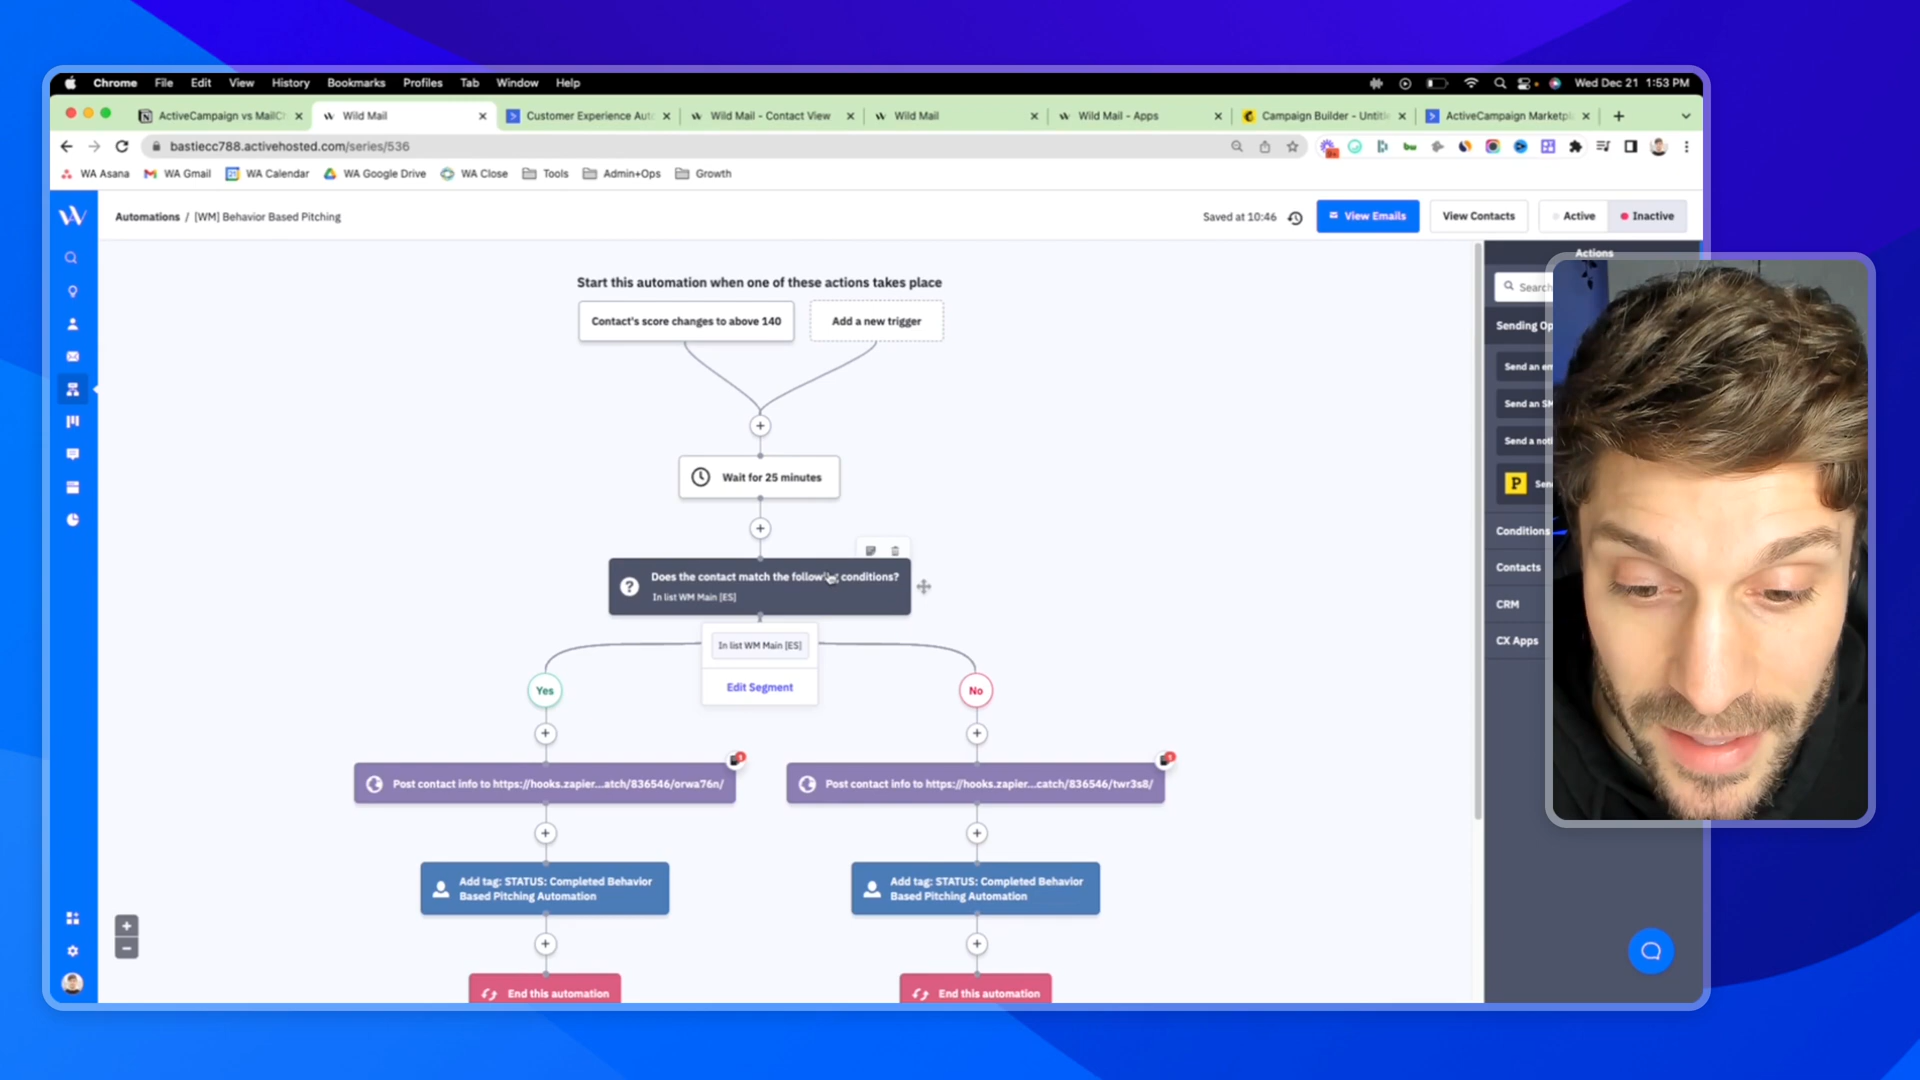 Chrome File Edit View History Bookmarks Profiles Tab Window Help Wed Dec 21 1:53 PM
ActiveCampaign vs MailCh Wild Mail Customer Experience Auto Wild Mail - Contact View Wild Mail Wild Mail - Apps Campaign Builder - Untitle ActiveCampaign Marketpl
bastiecc788.activehosted.com/series/536
WA Asana WA Gmail WA Calendar WA Google Drive WA Close Tools Admin+Ops Growth
Automations / [WM] Behavior Based Pitching Saved at 10:46 View Emails View Contacts Active Inactive
Actions
Start this automation when one of these actions takes place
Search
Contact's score changes to above 140 Add a new trigger
Sending Op
Send an em
Send an SM
Send a noti
Wait for 25 minutes
P Sen
Conditions
Does the contact match the following conditions?
In list WM Main [ES]
Contacts
CRM
CX Apps
In list WM Main [ES]
Edit Segment
Yes No
Post contact info to https://hooks.zapier...atch/836546/orwa76n/ Post contact info to https://hooks.zapier...catch/836546/twr3s8/
Add tag: STATUS: Completed Behavior
Based Pitching Automation
Add tag: STATUS: Completed Behavior
Based Pitching Automation
End this automation End this automation